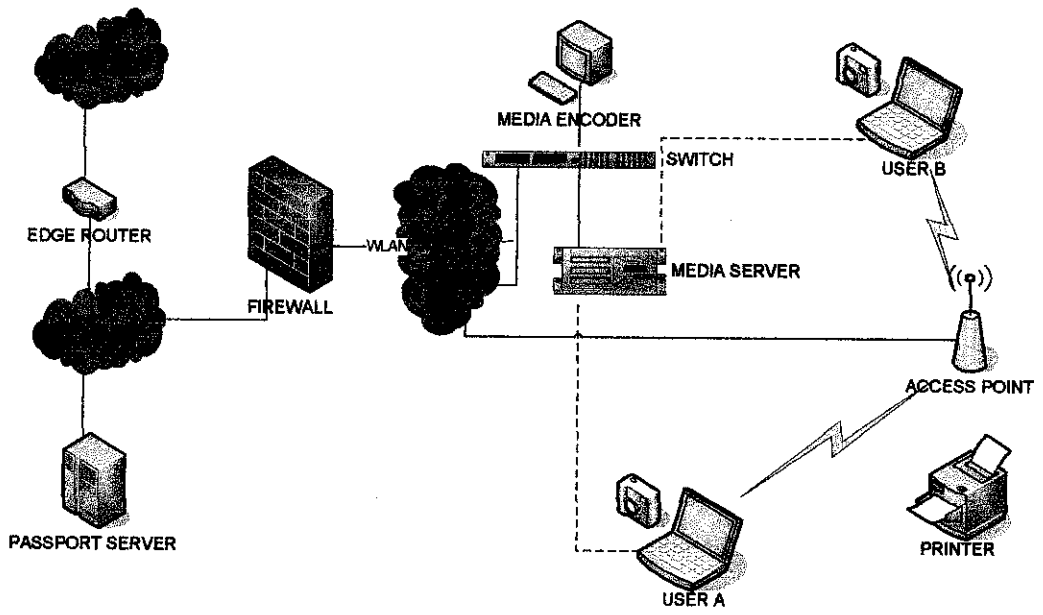 MEDIA ENCODER
SWITCH
USER B
EDGE ROUTER
WLAN
MEDIA SERVER
FIREWALL
ACCESS POINT
PASSPORT SERVER
PRINTER
USER A